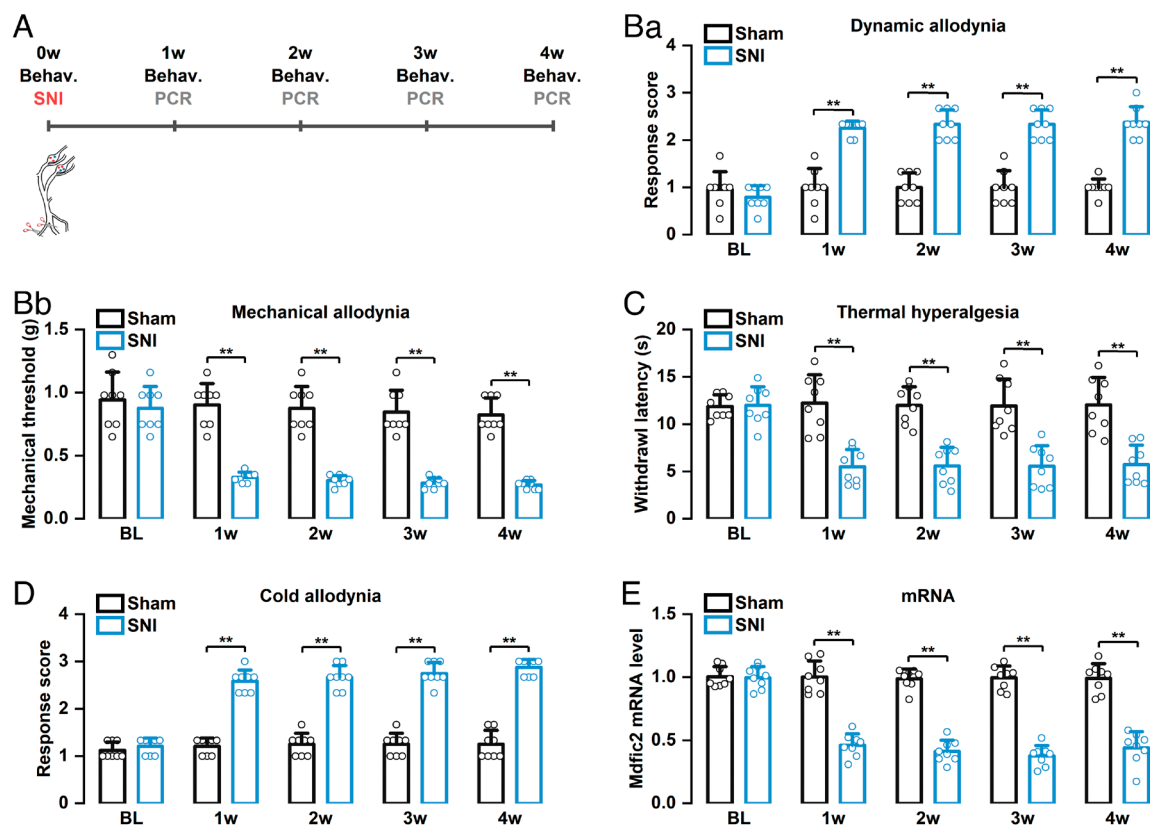 A
0w 1w 2w 3w 4w
Behav. Behav. Behav. Behav. Behav.
SNI PCR PCR PCR PCR
Ba
Dynamic allodynia
Sham
SNI
Response score
4
3
2
1
0
** ** ** **
BL 1w 2w 3w 4w
Bb
Mechanical allodynia
Sham
SNI
Mechanical threshold (g)
1.5
1.0
0.5
0.0
** ** ** **
BL 1w 2w 3w 4w
C
Thermal hyperalgesia
Sham
SNI
Withdrawl latency (s)
20
15
10
5
0
** ** ** **
BL 1w 2w 3w 4w
D
Cold allodynia
Sham
SNI
Response score
4
3
2
1
0
** ** ** **
BL 1w 2w 3w 4w
E
mRNA
Sham
SNI
Mdfic2 mRNA level
1.5
1.0
0.5
0.0
** ** ** **
BL 1w 2w 3w 4w